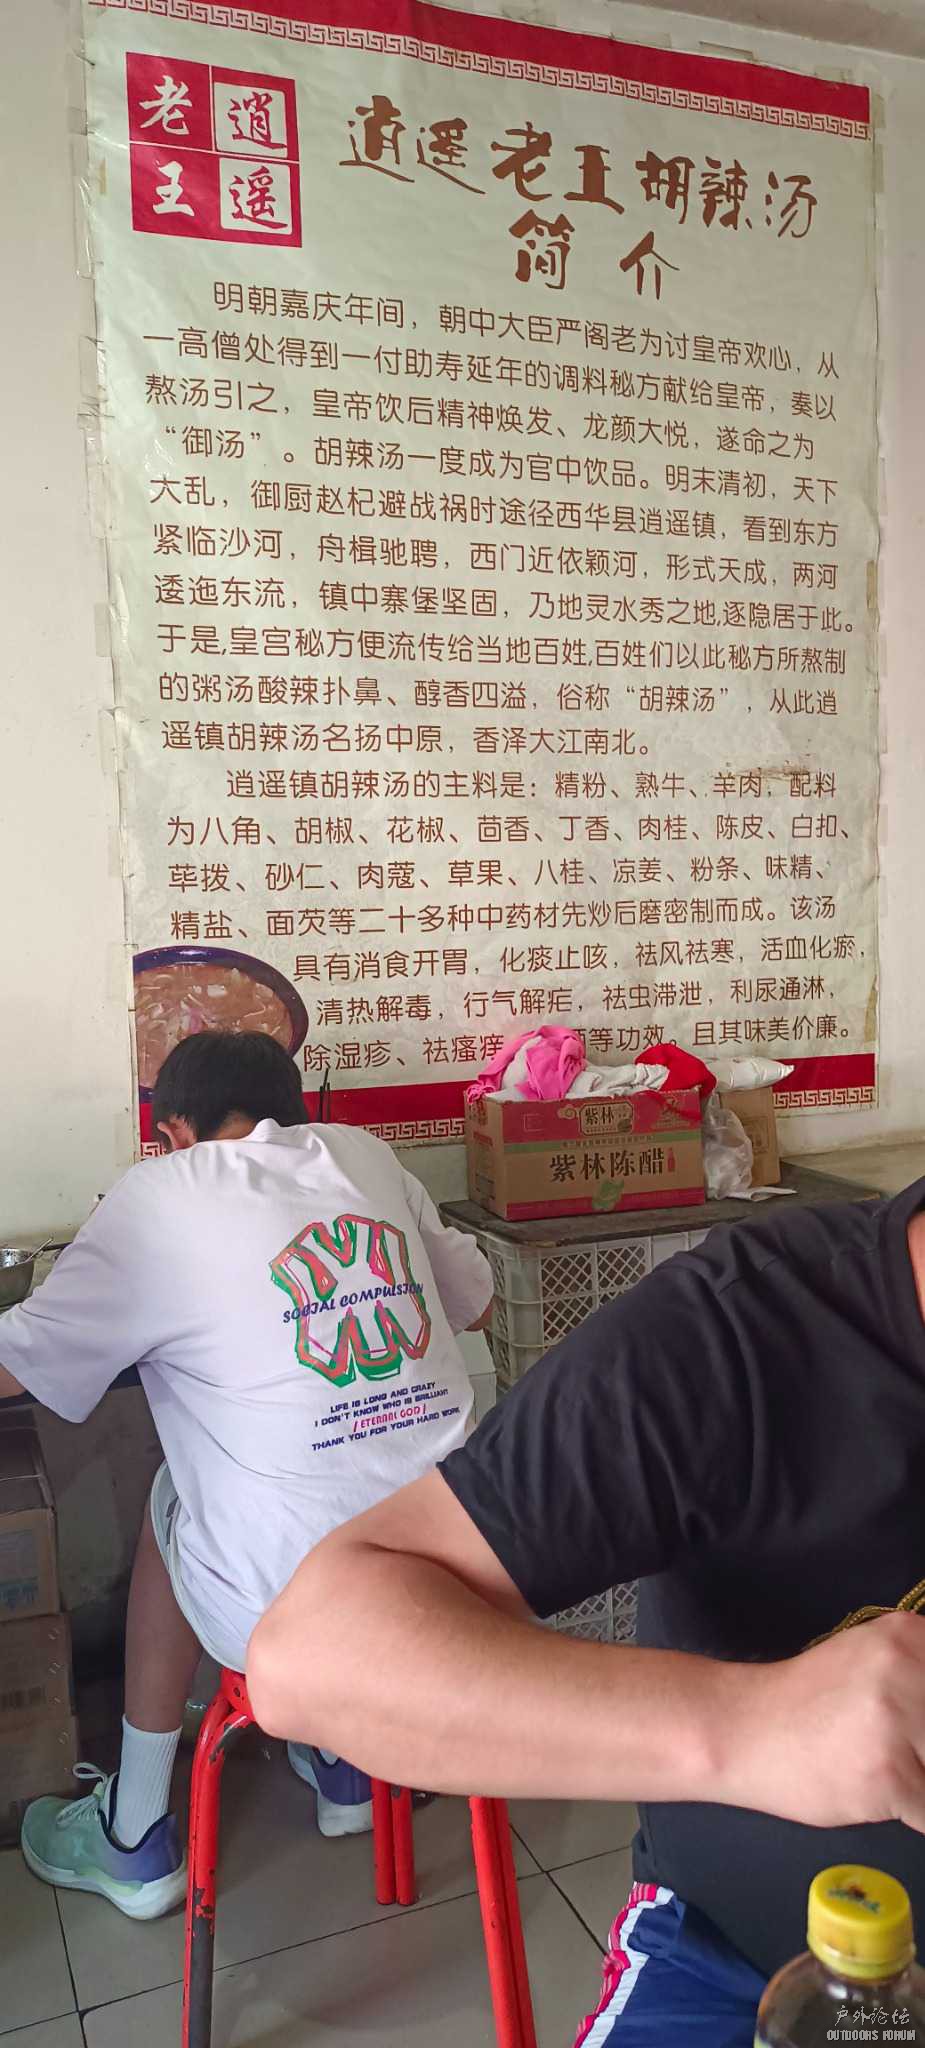 老逍
王遥
逍遥老王胡辣汤
简介
明朝嘉庆年间，朝中大臣严阁老为讨皇帝欢心，从
一高僧处得到一付助寿延年的调料秘方献给皇帝，奏以
熬汤引之，皇帝饮后精神焕发、龙颜大悦，遂命之为
“御汤”。胡辣汤一度成为官中饮品。明末清初，天下
大乱，御厨赵杞避战祸时途径西华县逍遥镇，看到东方
紧临沙河，舟楫驰聘，西门近依颖河，形式天成，两河
逶迤东流，镇中寨堡坚固，乃地灵水秀之地,逐隐居于此。
于是,皇宫秘方便流传给当地百姓,百姓们以此秘方所熬制
的粥汤酸辣扑鼻、醇香四溢，俗称“胡辣汤”，从此逍
遥镇胡辣汤名扬中原，香泽大江南北。
逍遥镇胡辣汤的主料是：精粉、熟牛、羊肉，配料
为八角、胡椒、花椒、茴香、丁香、肉桂、陈皮、白扣、
荜拨、砂仁、肉蔻、草果、八桂、凉姜、粉条、味精、
精盐、面芡等二十多种中药材先炒后磨密制而成。该汤
具有消食开胃，化痰止咳，祛风祛寒，活血化瘀，
清热解毒，行气解疟，祛虫滞泄，利尿通淋，
除湿疹、祛瘙痒 等功效。且其味美价廉。
紫林
紫林陈醋
SOCIAL COMPULSION
LIFE IS LONG AND CRAZY
I DON'T KNOW WHO IS BRILLIANT
/ ETERNAL GOD /
THANK YOU FOR YOUR HARD WORK
户外论坛
OUTDOORS FORUM